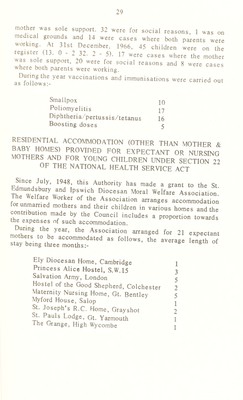 29
mother was sole support, 32 were for social reasons, 1 was on
medical grounds and 14 were cases where both parents were
working. At 31st December, 1966, 45 children were on the
register (13. 0 - 2 32. 2 - 5). 17 were cases where the mother
was sole support, 20 were for social reasons and 8 were cases
where both parents were working.
During the year vaccinations and immunisations were carried out
as follows:-
Smallpox 10
Poliomyelitis 17
Diphtheria/pertussis/tetanus 16
Boosting doses 5
RESIDENTIAL ACCOMMODATION (OTHER THAN MOTHER &
BABY HOMES) PROVIDED FOR EXPECTANT OR NURSING
MOTHERS AND FOR YOUNG CHILDREN UNDER SECTION 22
OF THE NATIONAL HEALTH SERVICE ACT
Since July, 1948, this Authority has made a grant to the St.
Edmundsbury and Ipswich Diocesan Moral Welfare Association.
The Welfare Worker of the Association arranges accommodation
for unmarried mothers and their children in various homes and the
contribution made by the Council includes a proportion towards
the expenses of such accommodation.
During the year, the Association arranged for 21 expectant
mothers to be accommodated as follows, the average length of
stay being three months:-
Ely Diocesan Home, Cambridge 1
Princess Alice Hostel, S.W.15 3
Salvation Army, London 5
Hostel of the Good Shepherd, Colchester 2
Maternity Nursing Home, Gt. Bentley 5
Myford House, Salop 1
St. Joseph's R.C. Home, Grayshot 2
St. Pauls Lodge, Gt. Yarmouth 1
The Grange, High Wycombe 1